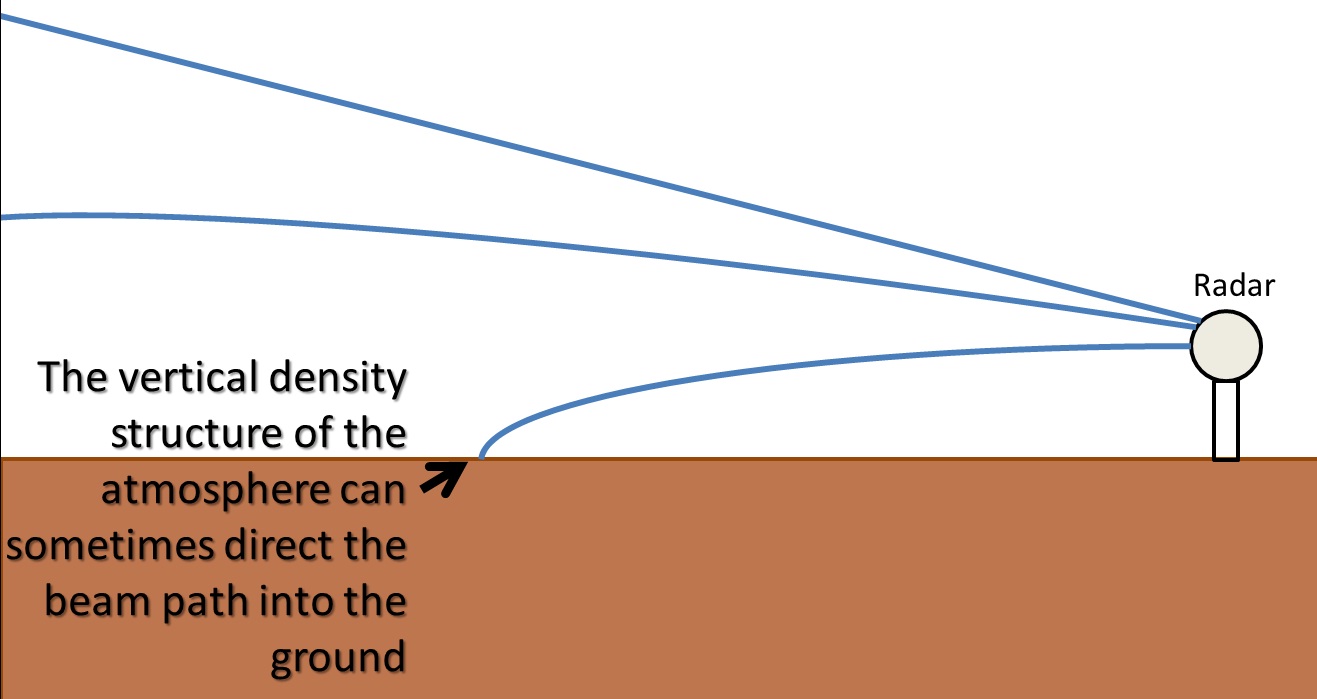 Radar
The vertical density
structure of the
atmosphere can
sometimes direct the
beam path into the
ground